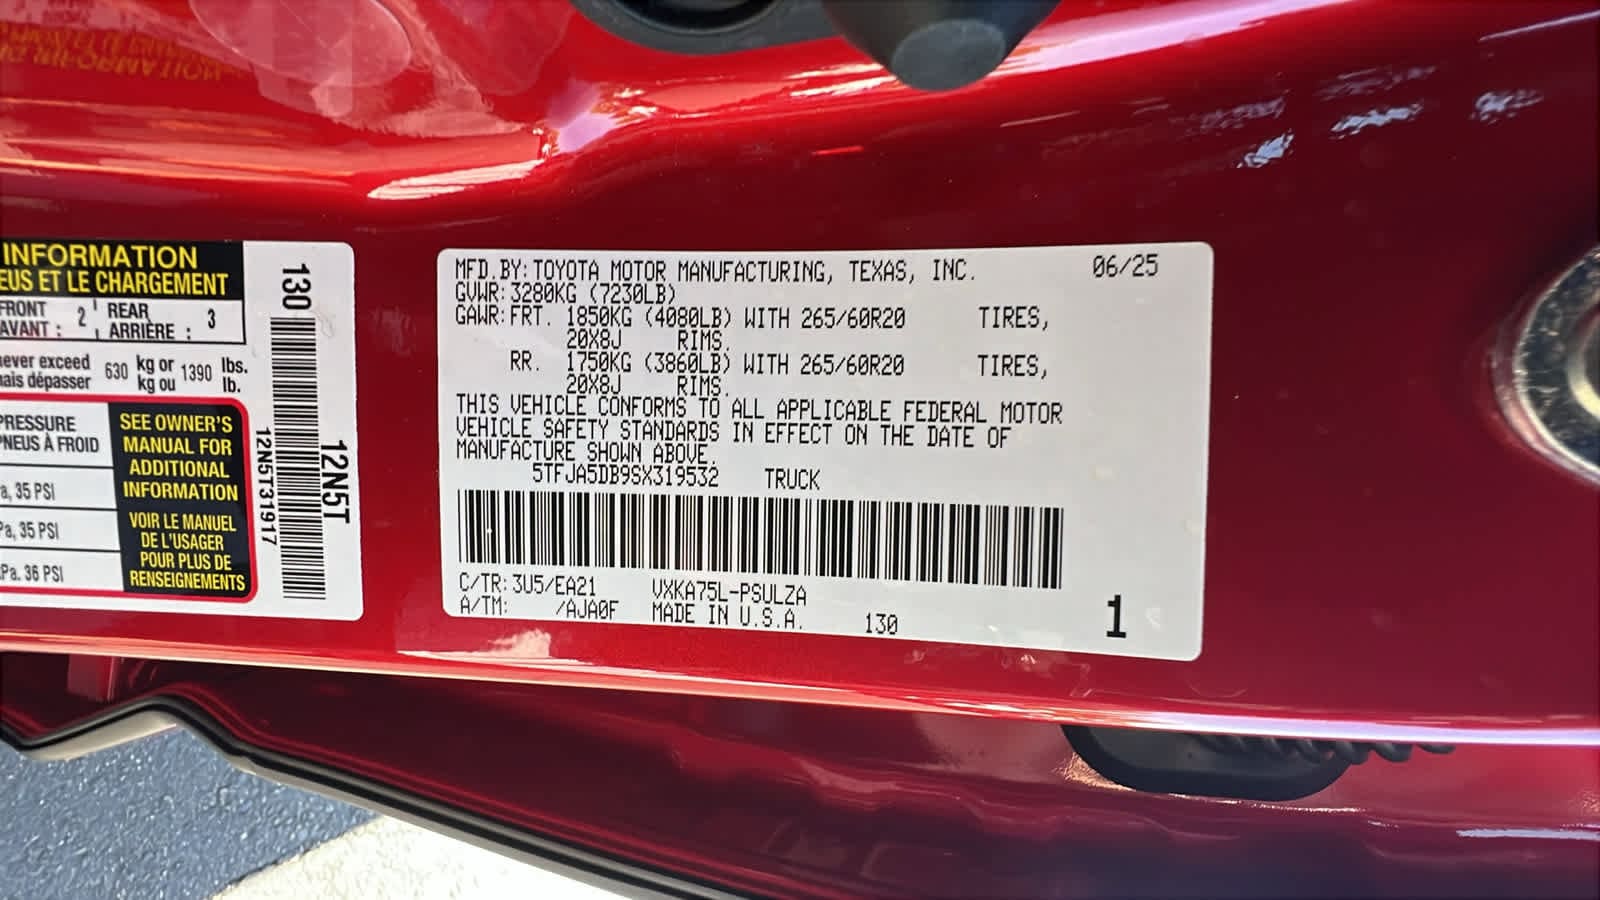 INFORMATION
EUS ET LE CHARGEMENT
FRONT
AVANT : 2 REAR
ARRIÈRE : 3
never exceed
mais dépasser 630 kg or
kg ou 1390 lbs.
lb.
PRESSURE
PNEUS À FROID
a, 35 PSI
Pa, 35 PSI
kPa. 36 PSI
SEE OWNER'S
MANUAL FOR
ADDITIONAL
INFORMATION
VOIR LE MANUEL
DE L'USAGER
POUR PLUS DE
RENSEIGNEMENTS
130
12N5T
12N5T31917
MFD.BY: TOYOTA MOTOR MANUFACTURING, TEXAS, INC. 06/25
GVWR: 3280KG (7230LB)
GAWR: FRT. 1850KG (4080LB) WITH 265/60R20 TIRES,
20X8J RIMS.
RR. 1750KG (3860LB) WITH 265/60R20 TIRES,
20X8J RIMS.
THIS VEHICLE CONFORMS TO ALL APPLICABLE FEDERAL MOTOR
VEHICLE SAFETY STANDARDS IN EFFECT ON THE DATE OF
MANUFACTURE SHOWN ABOVE.
5TFJA5DB9SX319532 TRUCK
C/TR: 3U5/EA21 VXKA75L-PSULZA
A/TM: /AJA0F MADE IN U.S.A. 130
1